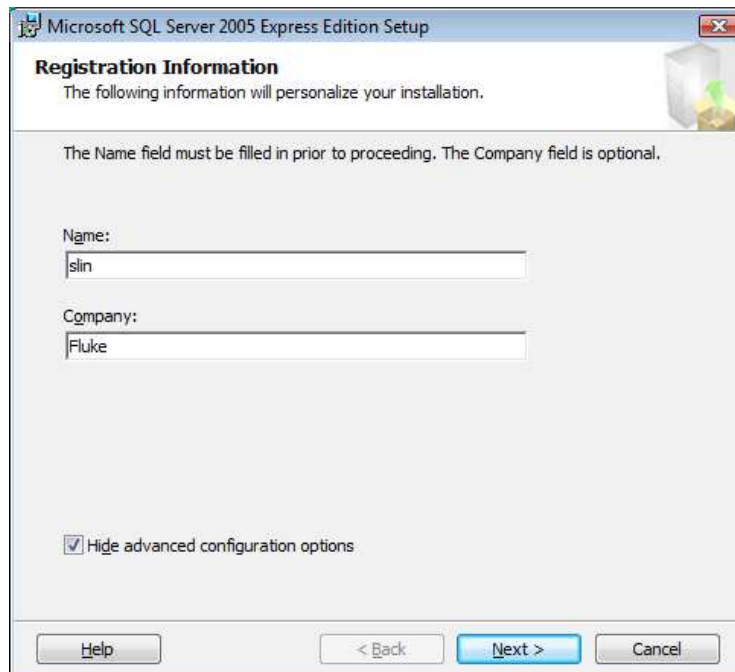 Microsoft SQL Server 2005 Express Edition Setup
Registration Information
The following information will personalize your installation.
The Name field must be filled in prior to proceeding. The Company field is optional.
Name:
slin
Company:
Fluke
Hide advanced configuration options
Help
< Back
Next >
Cancel